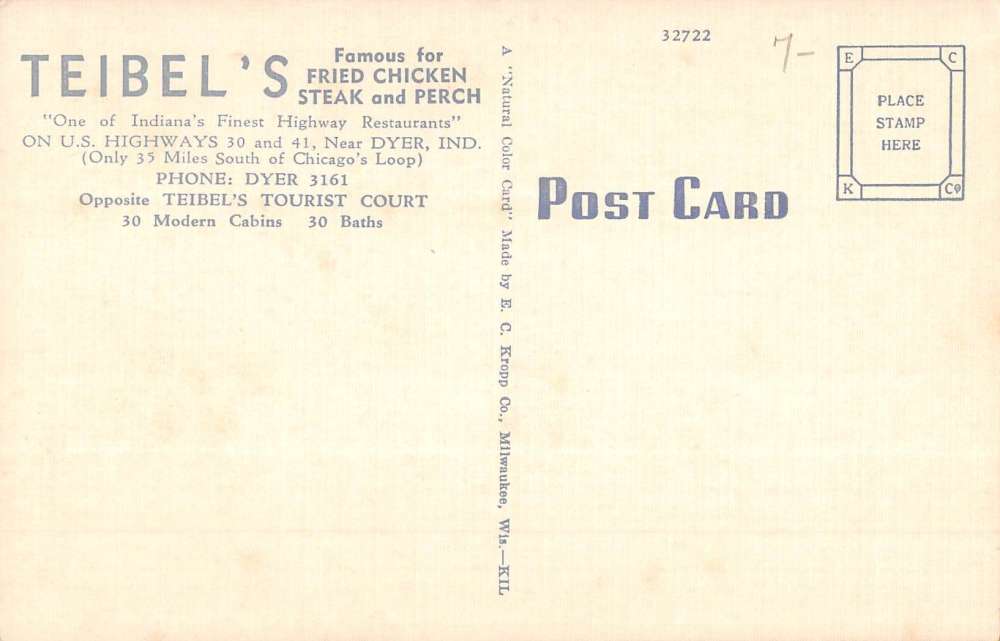 TEIBEL'S
Famous for
FRIED CHICKEN
STEAK and PERCH
"One of Indiana's Finest Highway Restaurants"
ON U.S. HIGHWAYS 30 and 41, Near DYER, IND.
(Only 35 Miles South of Chicago's Loop)
PHONE: DYER 3161
Opposite TEIBEL'S TOURIST COURT
30 Modern Cabins 30 Baths
A "Natural Color Card" Made by E. C. Kropp Co., Milwaukee, Wis.—KIL
32722
7–
POST CARD
E C
PLACE
STAMP
HERE
K Co